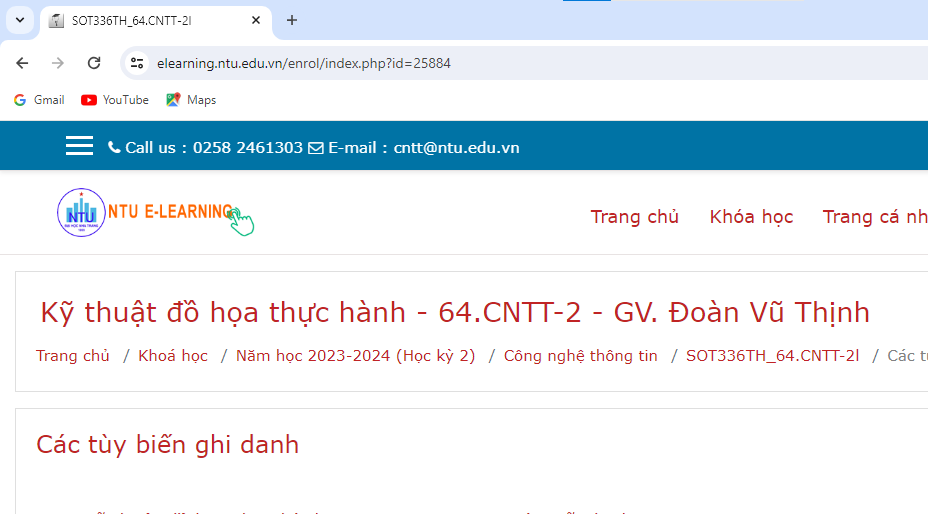 SOT336TH_64.CNTT-2l
elearning.ntu.edu.vn/enrol/index.php?id=25884
Gmail YouTube Maps
Call us : 0258 2461303 E-mail : cntt@ntu.edu.vn
NTU NTU E-LEARNING
Trang chủ Khóa học Trang cá nh
Kỹ thuật đồ họa thực hành - 64.CNTT-2 - GV. Đoàn Vũ Thịnh
Trang chủ / Khoá học / Năm học 2023-2024 (Học kỳ 2) / Công nghệ thông tin / SOT336TH_64.CNTT-2l / Các t
Các tùy biến ghi danh